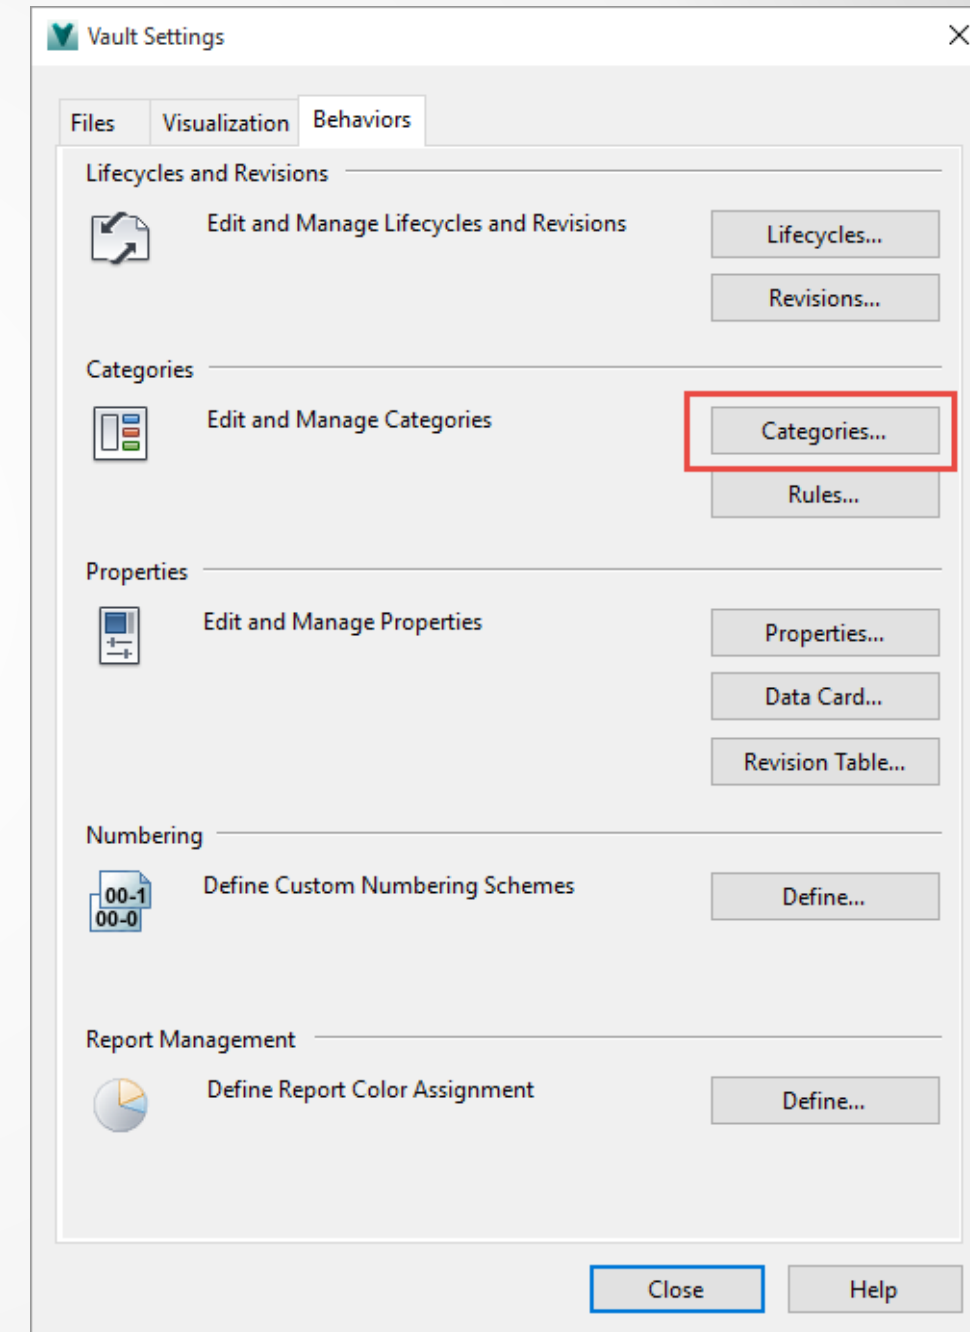 Vault Settings
Files Visualization Behaviors
Lifecycles and Revisions
Edit and Manage Lifecycles and Revisions
Lifecycles...
Revisions...
Categories
Edit and Manage Categories
Categories...
Rules...
Properties
Edit and Manage Properties
Properties...
Data Card...
Revision Table...
Numbering
00-1
00-0
Define Custom Numbering Schemes
Define...
Report Management
Define Report Color Assignment
Define...
Close Help